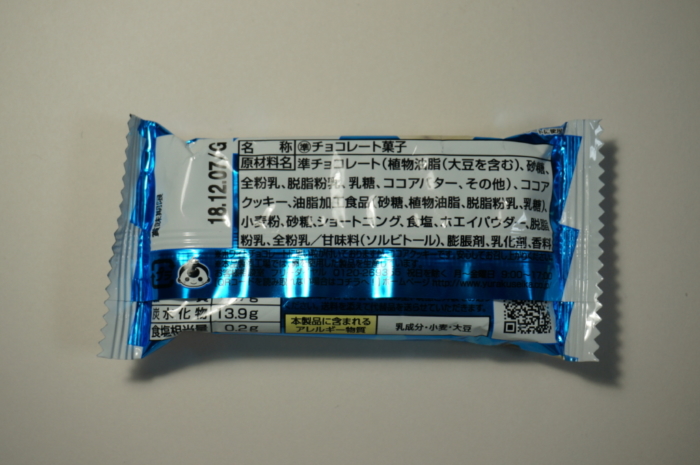 名 称 準チョコレート菓子
原材料名 準チョコレート(植物油脂(大豆を含む)、砂糖、
全粉乳、脱脂粉乳、乳糖、ココアバター、その他)、ココア
クッキー、油脂加工食品(砂糖、植物油脂、脱脂粉乳、乳糖)、
小麦粉、砂糖、ショートニング、食塩、ホエイパウダー、脱脂
粉乳、全粉乳/甘味料(ソルビトール)、膨脹剤、乳化剤、香料
18.12.07/G
炭水化物 13.9g
食塩相当量 0.2g
本製品に含まれる
アレルギー物質
乳成分・小麦・大豆